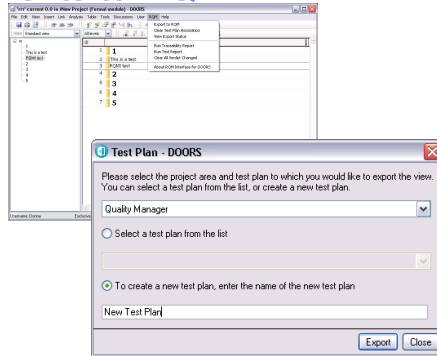 'rrr' current 0.0 in /New Project (Formal module) - DOORS
File Edit View Insert Link Analysis Table Tools Discussions User RQM Help
Export to RQM
Clear Test Plan Association
View Export Status
Run Traceability Report
Run Test Report
Clear All Verdict Changed
About RQM Interface for DOORS
View Standard view
All levels
1
This is a test
RQMI test
2
3
4
5
1 1
2 This is a test
3 RQMI test
4 2
5 3
6 4
7 5
Username: Donny
Test Plan - DOORS
Please select the project area and test plan to which you would like to export the view.
You can select a test plan from the list, or create a new test plan.
Quality Manager
Select a test plan from the list
To create a new test plan, enter the name of the new test plan
New Test Plan
Export Close